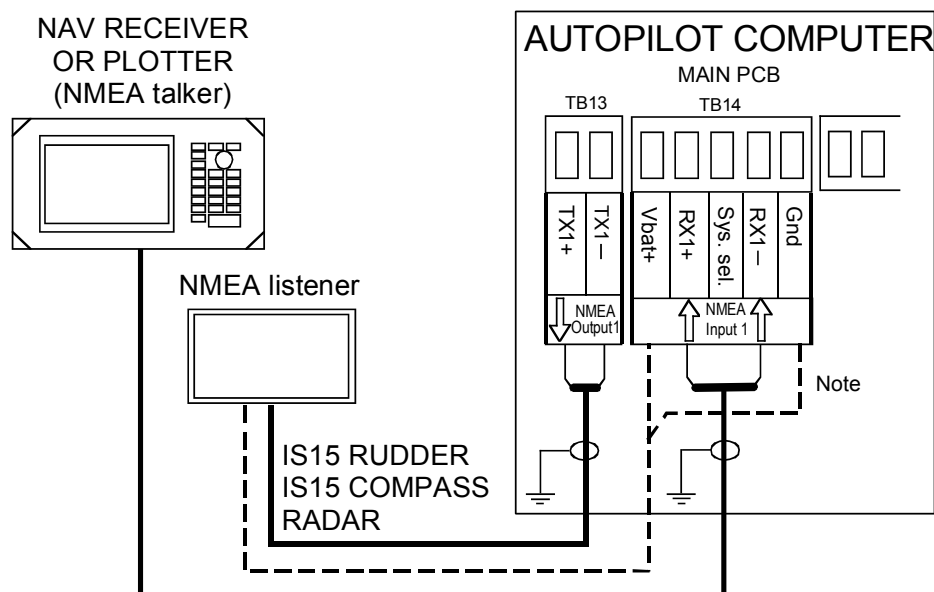 NAV RECEIVER
OR PLOTTER
(NMEA talker)
NMEA listener
IS15 RUDDER
IS15 COMPASS
RADAR
AUTOPILOT COMPUTER
MAIN PCB
TB13
TB14
TX1+
TX1 –
Vbat+
RX1+
Sys. sel.
RX1 –
Gnd
NMEA
Output1
NMEA
Input 1
Note